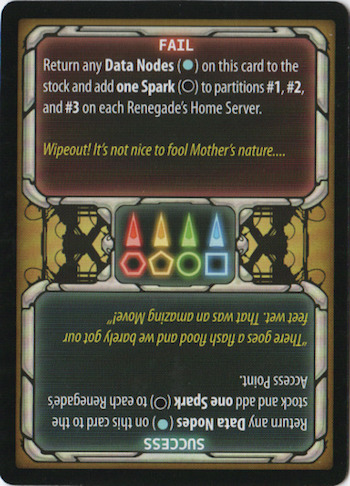 FAIL
Return any Data Nodes ( ) on this card to the
stock and add one Spark ( ) to partitions #1, #2,
and #3 on each Renegade's Home Server.
Wipeout! It's not nice to fool Mother's nature....
SUCCESS
Return any Data Nodes ( ) on this card to the
stock and add one Spark ( ) to each Renegade's
Access Point.
"There goes a flash flood and we barely got our
feet wet. That was an amazing Move!"